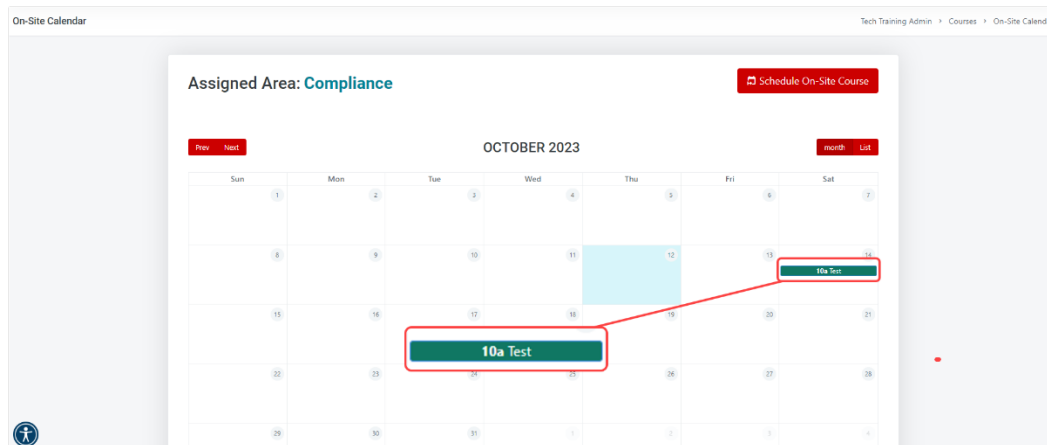 On-Site Calendar
Tech Training Admin > Courses > On-Site Calend
Assigned Area: Compliance
Schedule On-Site Course
Prev Next
OCTOBER 2023
month List
Sun Mon Tue Wed Thu Fri Sat
1 2 3 4 5 6 7
8 9 10 11 12 13 14
10a Test
15 16 17 18 19 20 21
10a Test
22 23 24 25 26 27 28
29 30 31 1 2 3 4